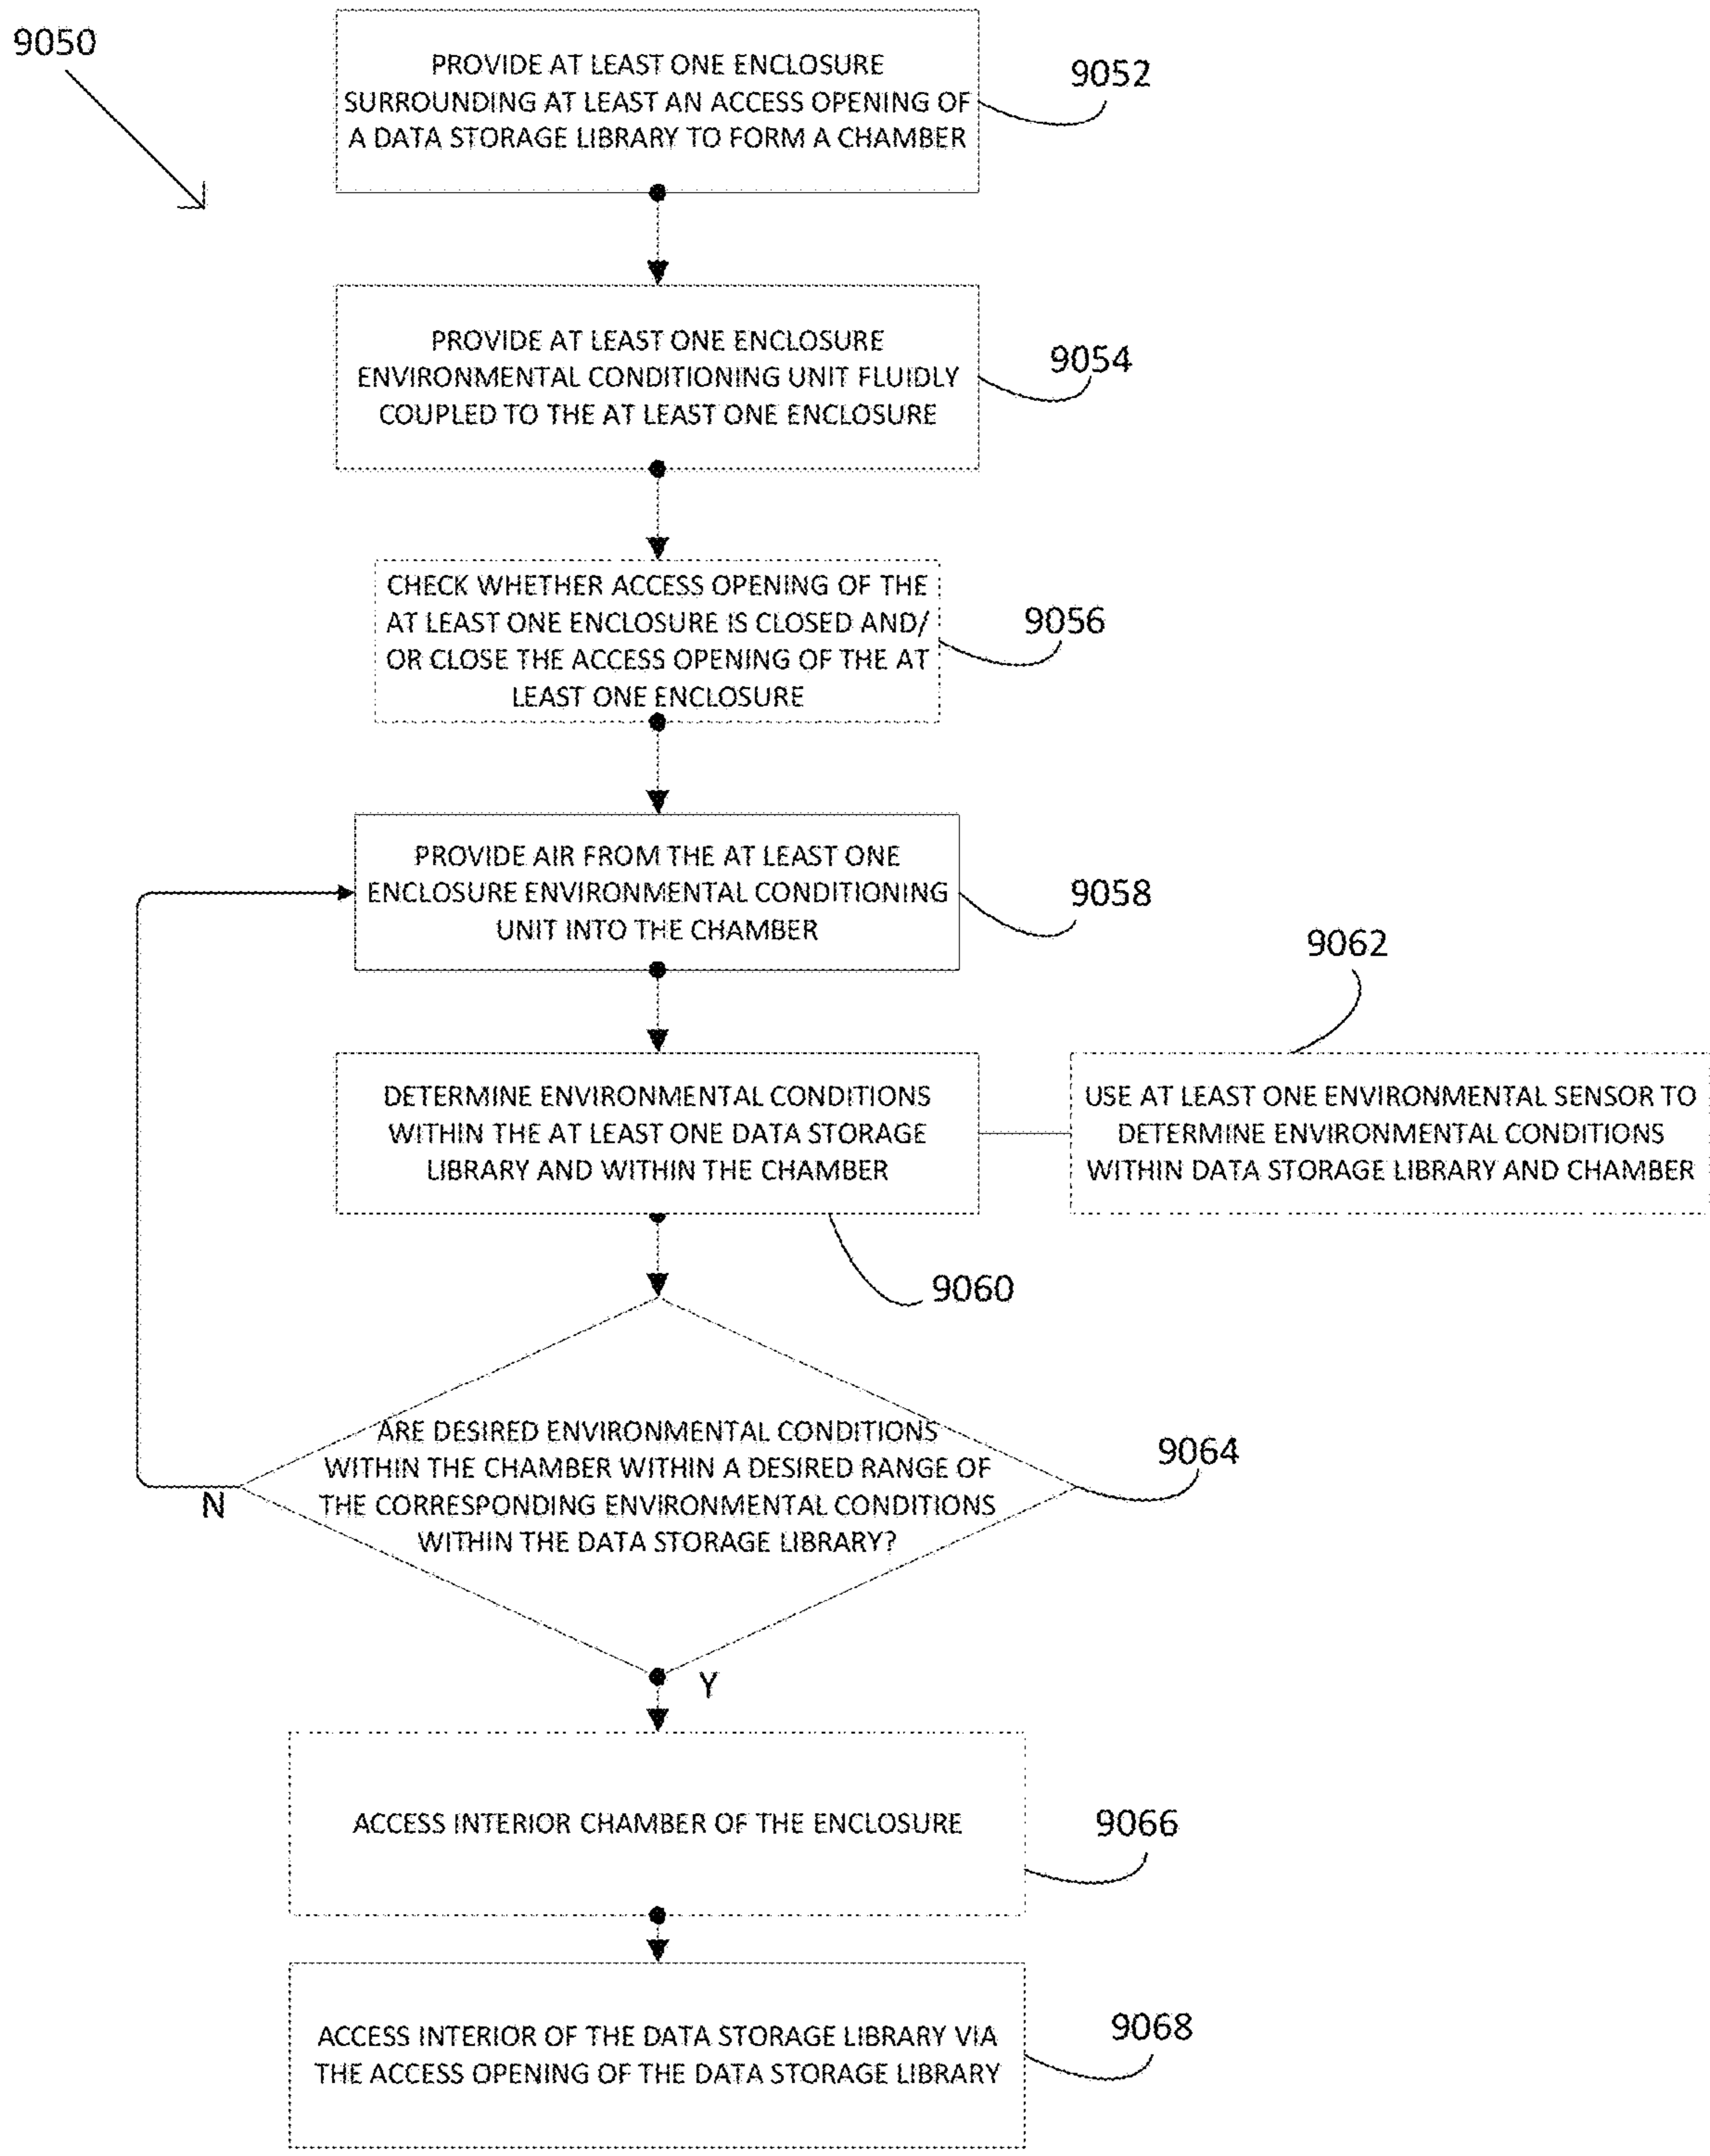 9050
PROVIDE AT LEAST ONE ENCLOSURE
SURROUNDING AT LEAST AN ACCESS OPENING OF
A DATA STORAGE LIBRARY TO FORM A CHAMBER
9052
PROVIDE AT LEAST ONE ENCLOSURE
ENVIRONMENTAL CONDITIONING UNIT FLUIDLY
COUPLED TO THE AT LEAST ONE ENCLOSURE
9054
CHECK WHETHER ACCESS OPENING OF THE
AT LEAST ONE ENCLOSURE IS CLOSED AND/
OR CLOSE THE ACCESS OPENING OF THE AT
LEAST ONE ENCLOSURE
9056
PROVIDE AIR FROM THE AT LEAST ONE
ENCLOSURE ENVIRONMENTAL CONDITIONING
UNIT INTO THE CHAMBER
9058
9062
DETERMINE ENVIRONMENTAL CONDITIONS
WITHIN THE AT LEAST ONE DATA STORAGE
LIBRARY AND WITHIN THE CHAMBER
USE AT LEAST ONE ENVIRONMENTAL SENSOR TO
DETERMINE ENVIRONMENTAL CONDITIONS
WITHIN DATA STORAGE LIBRARY AND CHAMBER
9060
ARE DESIRED ENVIRONMENTAL CONDITIONS
WITHIN THE CHAMBER WITHIN A DESIRED RANGE OF
THE CORRESPONDING ENVIRONMENTAL CONDITIONS
WITHIN THE DATA STORAGE LIBRARY?
9064
N
Y
ACCESS INTERIOR CHAMBER OF THE ENCLOSURE
9066
ACCESS INTERIOR OF THE DATA STORAGE LIBRARY VIA
THE ACCESS OPENING OF THE DATA STORAGE LIBRARY
9068